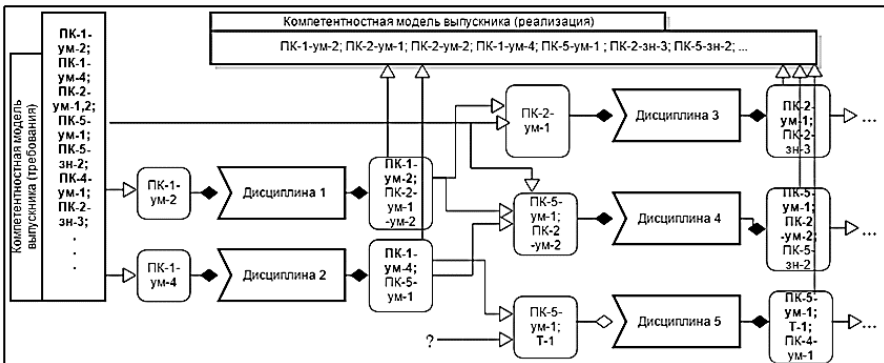 Компетентностная модель выпускника (реализация)
ПК-1-ум-2; ПК-2-ум-1; ПК-2-ум-2; ПК-1-ум-4; ПК-5-ум-1 ; ПК-2-зн-3; ПК-5-зн-2; ...
Компетентностная модель
выпускника (требования)
ПК-1-
ум-2;
ПК-1-
ум-4;
ПК-2-
ум-1,2;
ПК-5-
ум-1;
ПК-5-
зн-2;
ПК-4-
ум-1;
ПК-2-
зн-3;
.
.
.
ПК-2-
ум-1
Дисциплина 3
ПК-2-
ум-1;
ПК-2-
зн-3
...
ПК-1-
ум-2
Дисциплина 1
ПК-1-
ум-2;
ПК-2-
ум-1
-ум-2
ПК-5-
ум-1;
ПК-2
-ум-2
Дисциплина 4
ПК-5-
ум-1;
ПК-2
-ум-2;
ПК-5-
зн-2
...
ПК-1-
ум-4
Дисциплина 2
ПК-1-
ум-4;
ПК-5-
ум-1
?
ПК-5-
ум-1;
Т-1
Дисциплина 5
ПК-5-
ум-1;
Т-1;
ПК-4-
ум-1
...